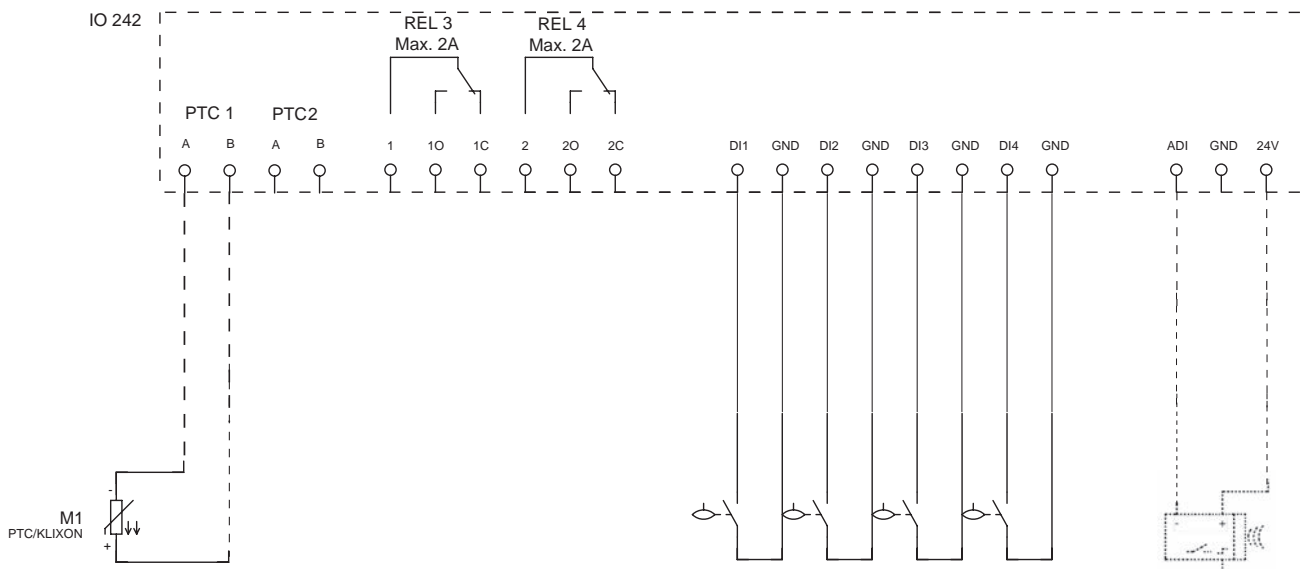 IO 242
REL 3
Max. 2A
REL 4
Max. 2A
PTC 1
PTC2
A B A B 1 1O 1C 2 2O 2C DI1 GND DI2 GND DI3 GND DI4 GND ADI GND 24V
-
M1
PTC/KLIXON
+
- +